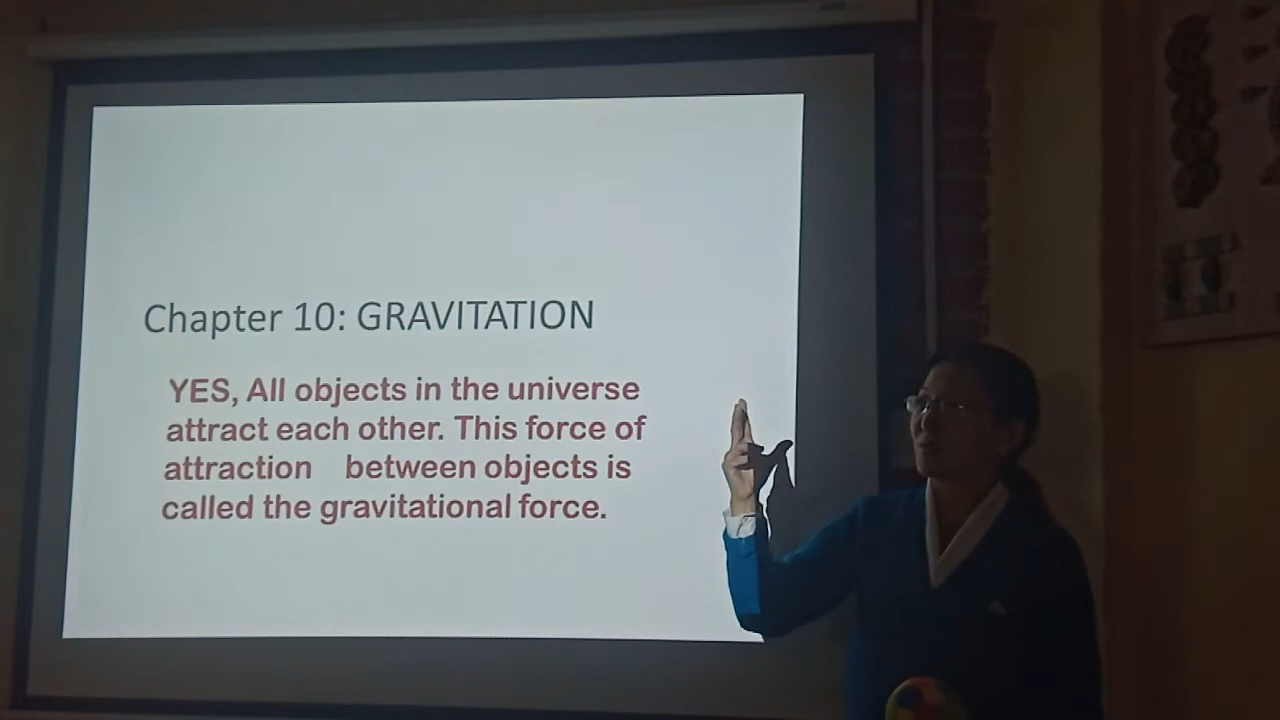 Chapter 10: GRAVITATION
YES, All objects in the universe
attract each other. This force of
attraction between objects is
called the gravitational force.